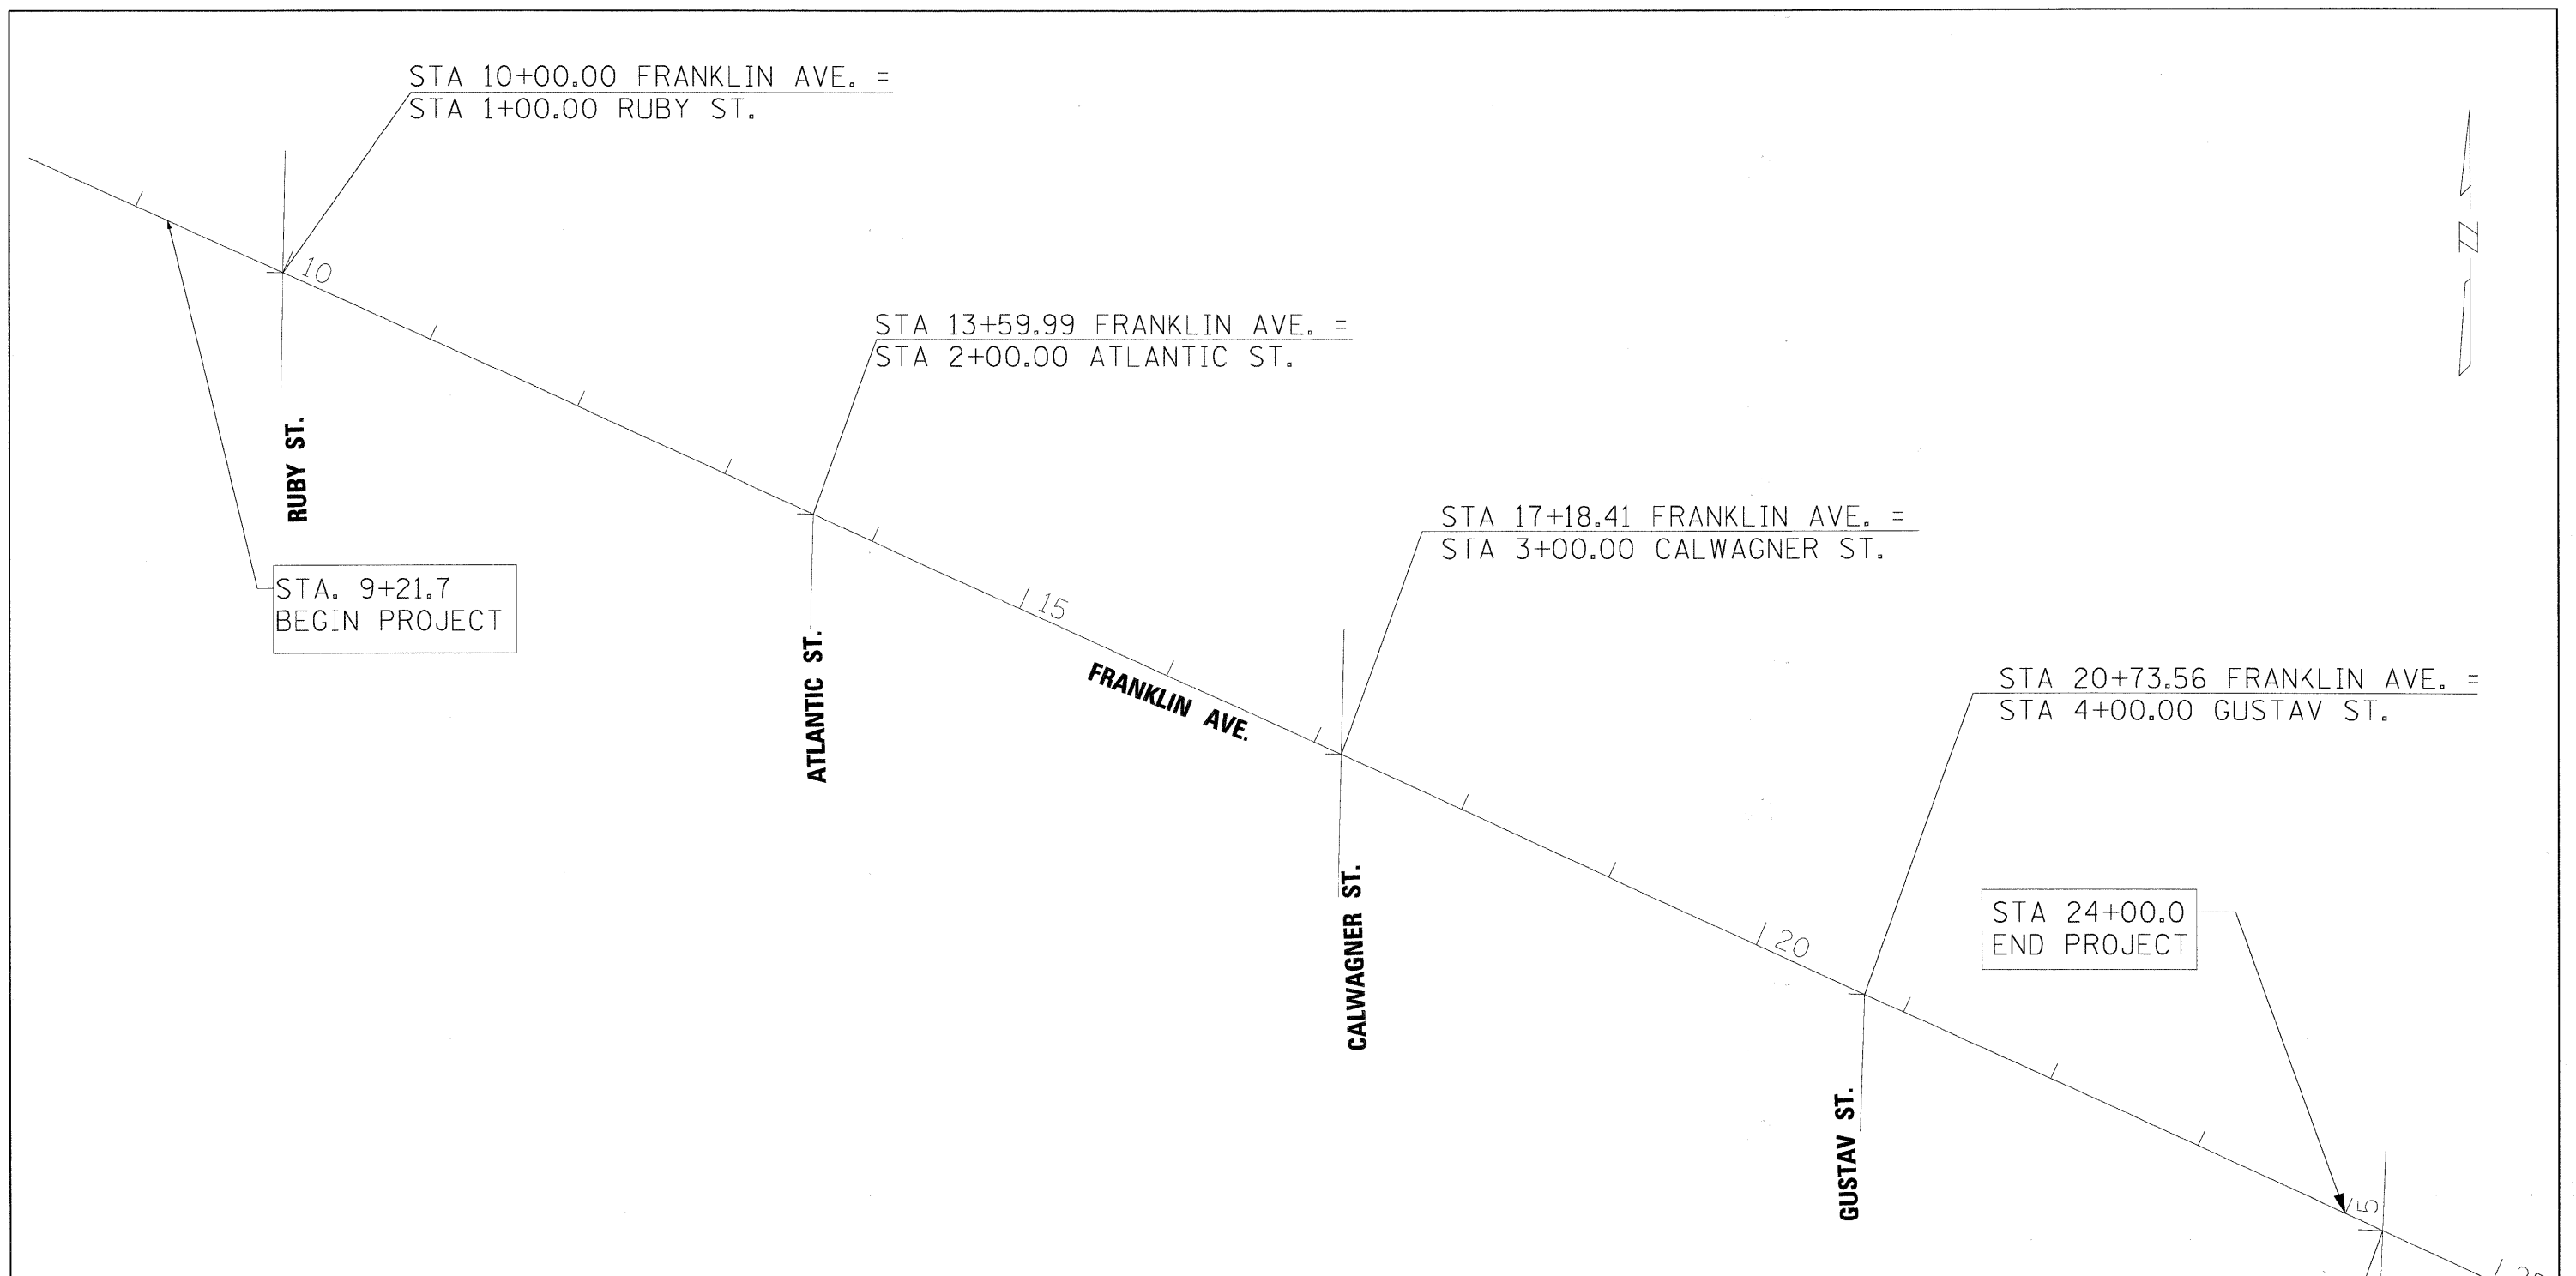 STA 10+00.00 FRANKLIN AVE. =
STA 1+00.00 RUBY ST.
10
STA 13+59.99 FRANKLIN AVE. =
STA 2+00.00 ATLANTIC ST.
RUBY ST.
STA 17+18.41 FRANKLIN AVE. =
STA 3+00.00 CALWAGNER ST.
STA. 9+21.7
BEGIN PROJECT
15
ATLANTIC ST.
FRANKLIN AVE.
STA 20+73.56 FRANKLIN AVE. =
STA 4+00.00 GUSTAV ST.
CALWAGNER ST.
20
STA 24+00.0
END PROJECT
GUSTAV ST.
5
N